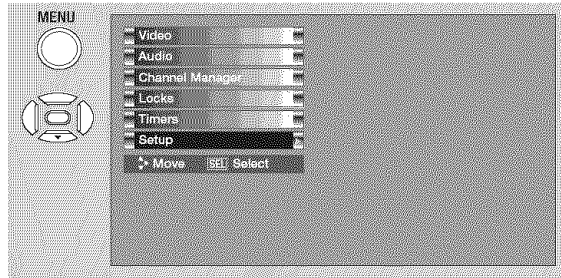 MENU
Video
Audio
Channel Manager
Locks
Timers
Setup
Move SEL Select